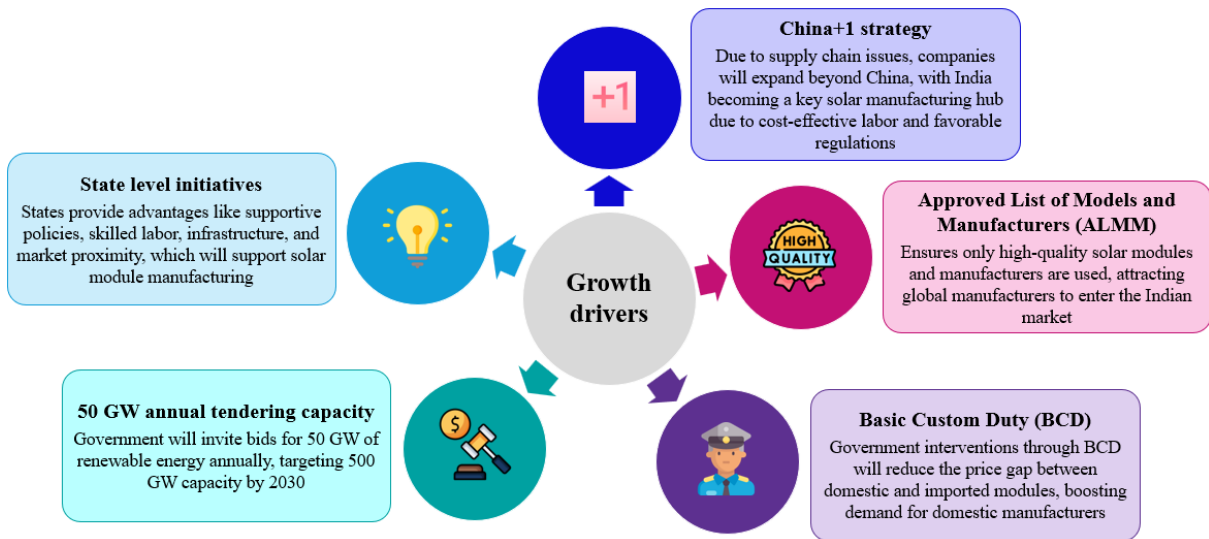 China+1 strategy
Due to supply chain issues, companies
will expand beyond China, with India
becoming a key solar manufacturing hub
due to cost-effective labor and favorable
regulations
+1
State level initiatives
States provide advantages like supportive
policies, skilled labor, infrastructure, and
market proximity, which will support solar
module manufacturing
Approved List of Models and
Manufacturers (ALMM)
Ensures only high-quality solar modules
and manufacturers are used, attracting
global manufacturers to enter the Indian
market
HIGH
QUALITY
Growth
drivers
50 GW annual tendering capacity
Government will invite bids for 50 GW of
renewable energy annually, targeting 500
GW capacity by 2030
$
Basic Custom Duty (BCD)
Government interventions through BCD
will reduce the price gap between
domestic and imported modules, boosting
demand for domestic manufacturers